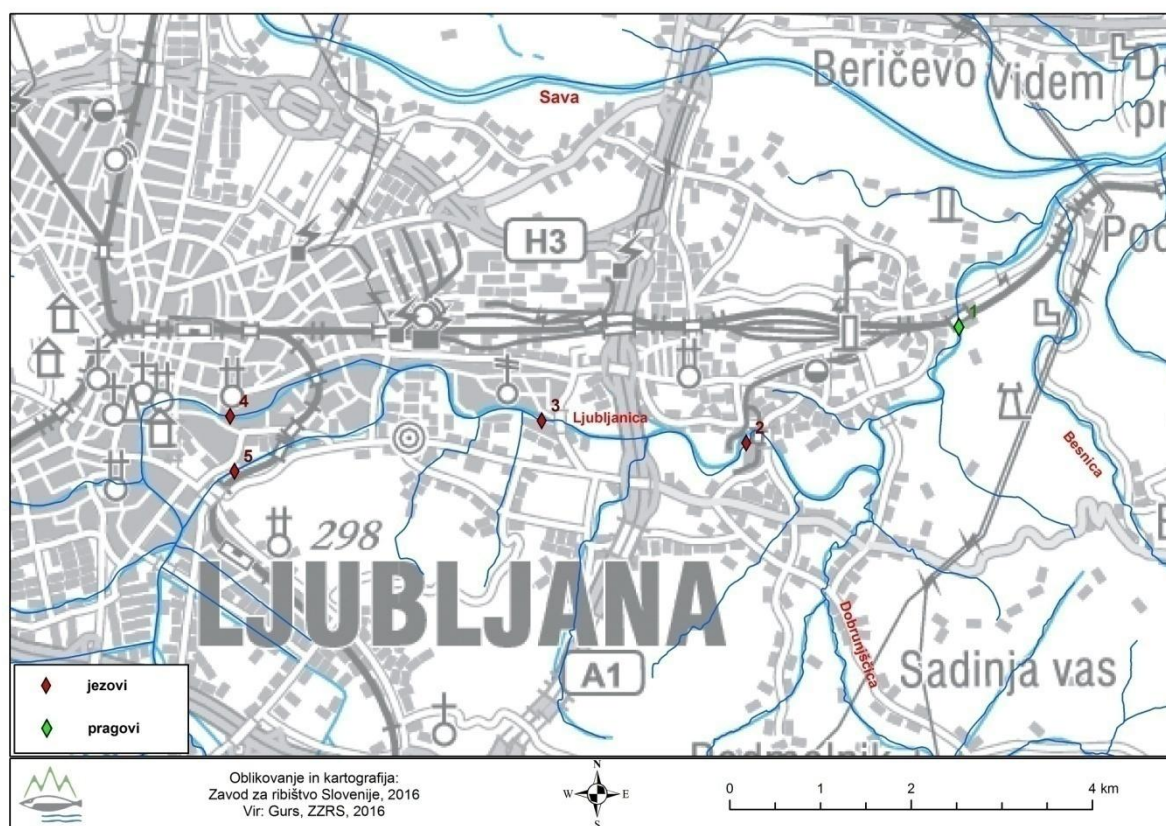 Sava
Beričevo
Videm
H3
1
4
3
Ljubljanica
2
5
Besnica
298
LJUBLJANA
Dobrunjščica
A1
Sadinja vas
jezovi
pragovi
Oblikovanje in kartografija:
Zavod za ribištvo Slovenije, 2016
Vir: Gurs, ZZRS, 2016
N
W E
S
0 1 2 4 km